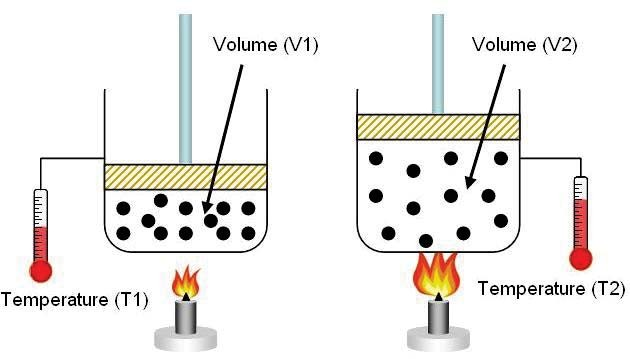 Volume (V1)
Volume (V2)
Temperature (T1)
Temperature (T2)